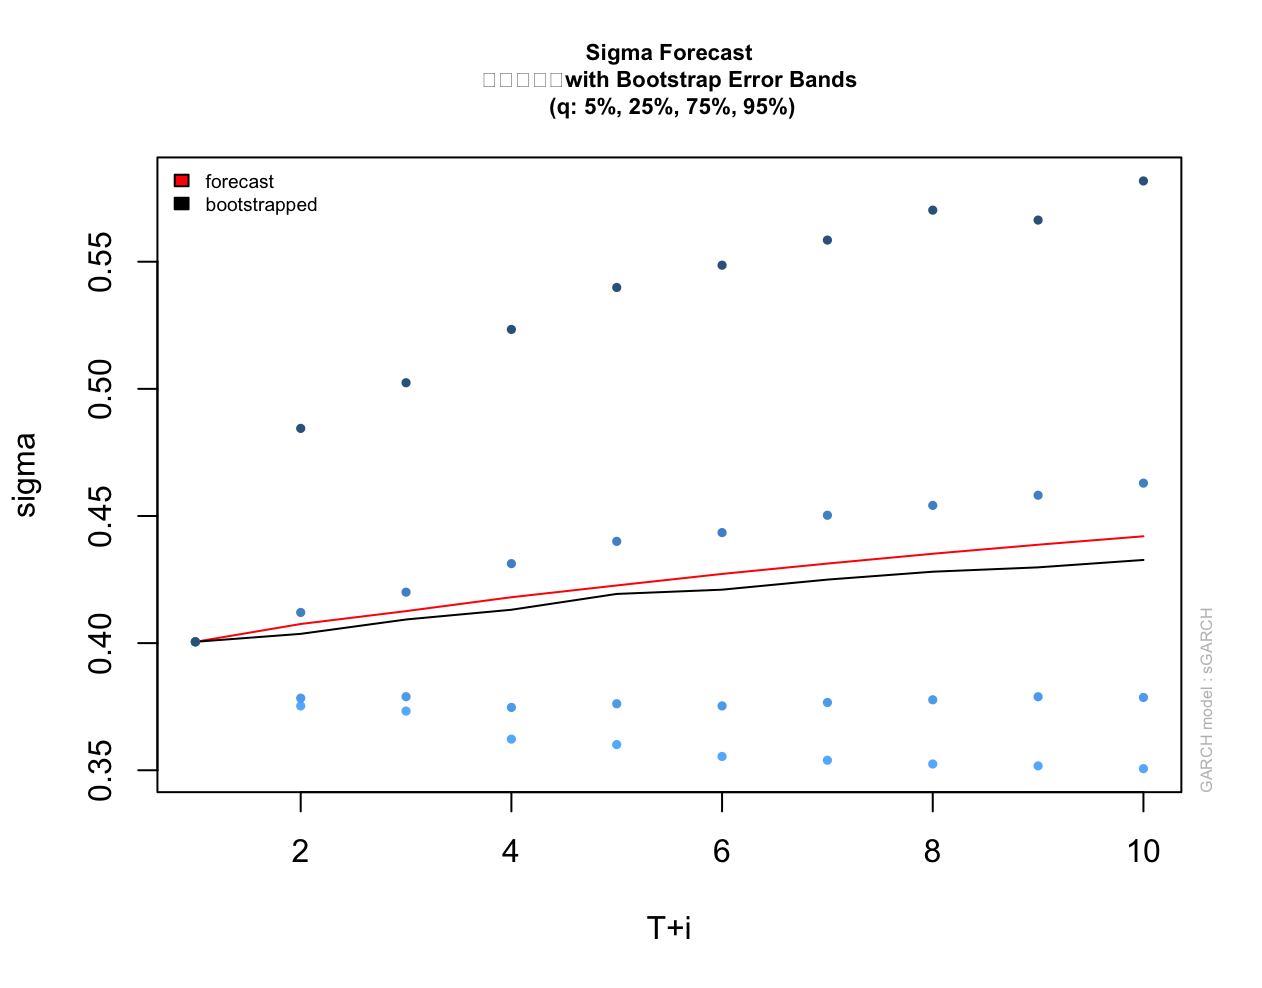 Sigma Forecast
with Bootstrap Error Bands
(q: 5%, 25%, 75%, 95%)
forecast
bootstrapped
sigma
0.55
0.50
0.45
0.40
0.35
2 4 6 8 10
T+i
GARCH model : sGARCH